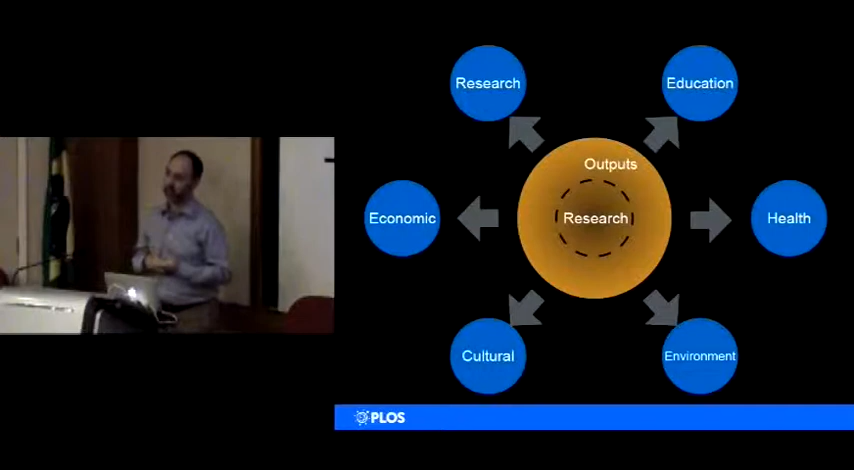 Research
Education
Outputs
Economic
Research
Health
Cultural
Environment
PLOS